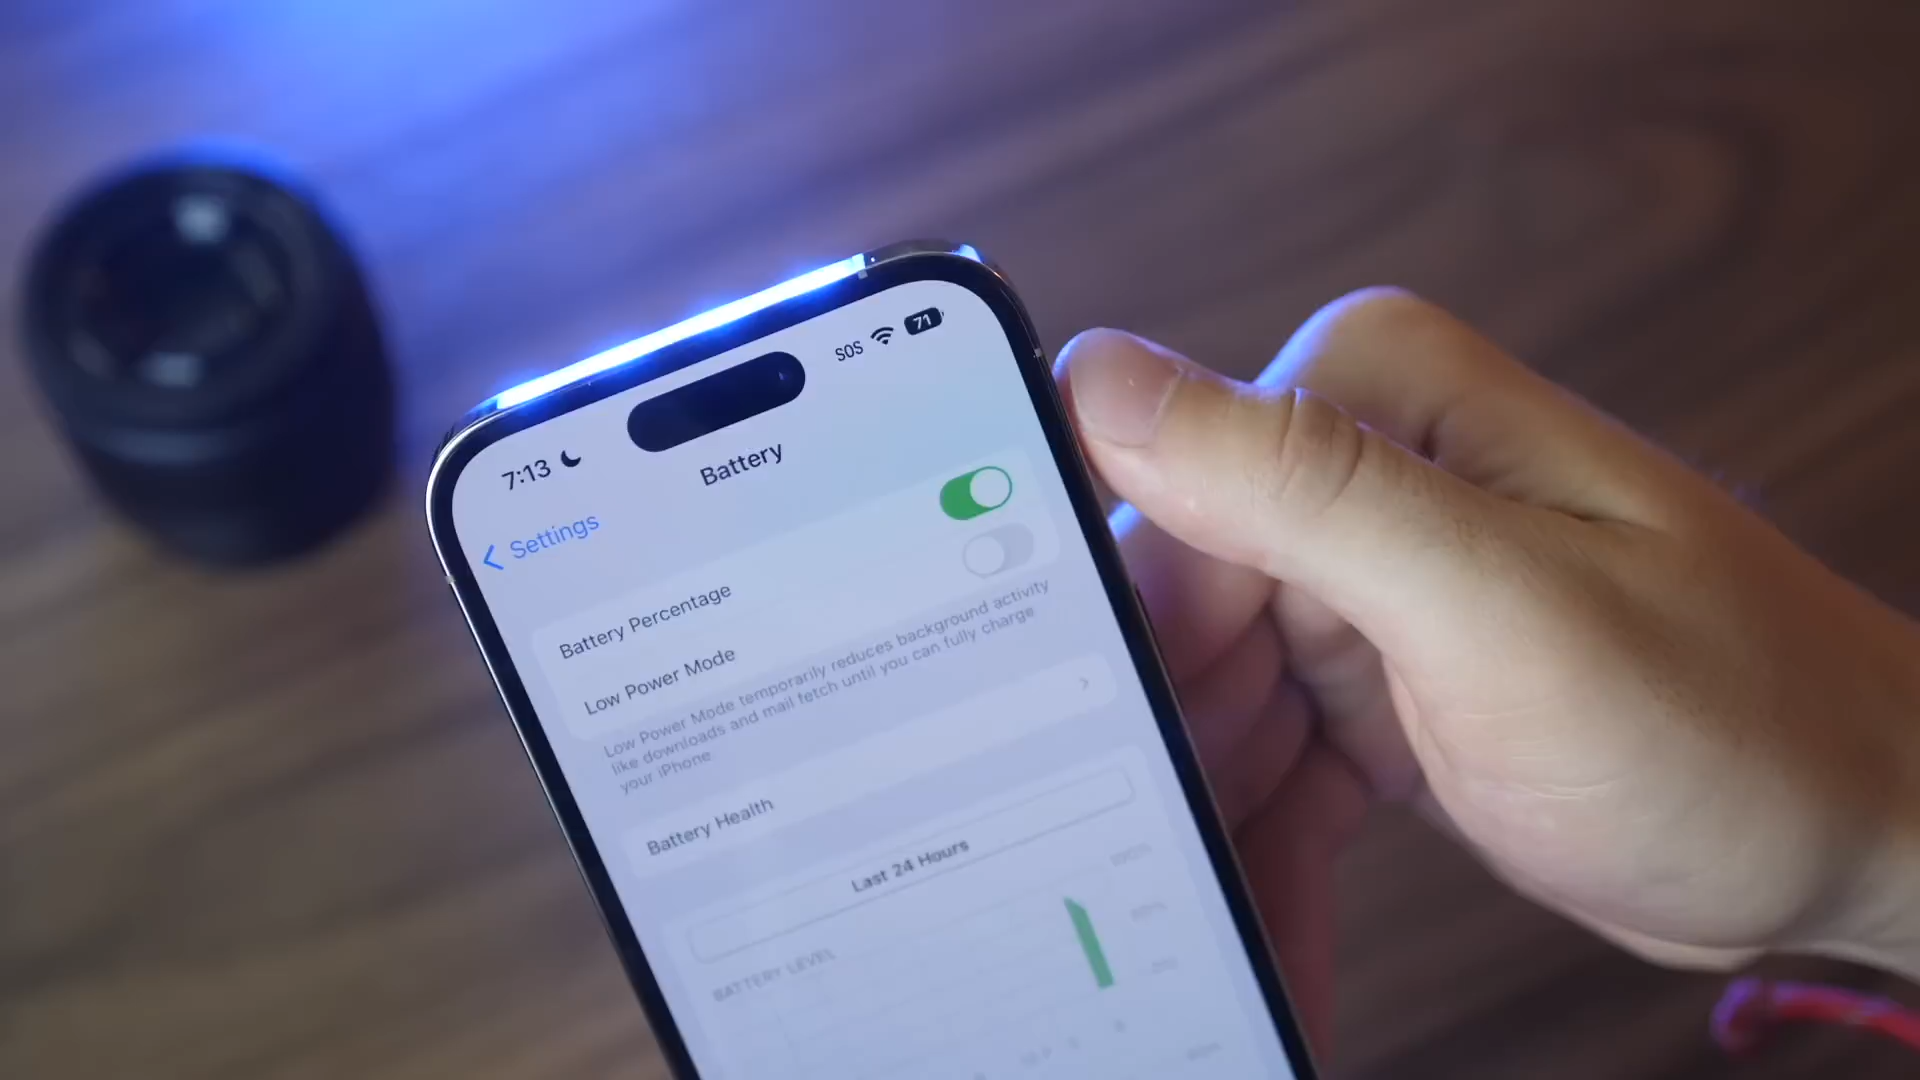 7:13
SOS
71
Settings
Battery
Battery Percentage
Low Power Mode
Low Power Mode temporarily reduces background activity
like downloads and mail fetch until you can fully charge
your iPhone
Battery Health
Last 24 Hours
BATTERY LEVEL